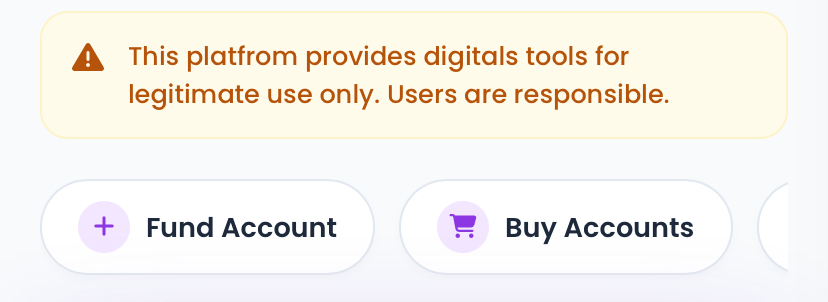 This platfrom provides digitals tools for
legitimate use only. Users are responsible.
Fund Account
Buy Accounts